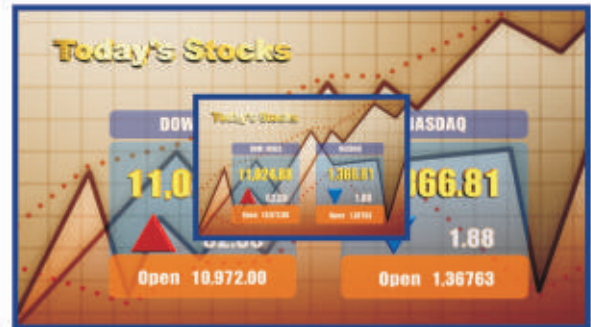 Today's Stocks
DOW
NASDAQ
11,0
366.81
1.88
Open 10.972.00
Open 1.36763
Today's Stocks
NASDAQ
11,024.88
1,366.81
1.88